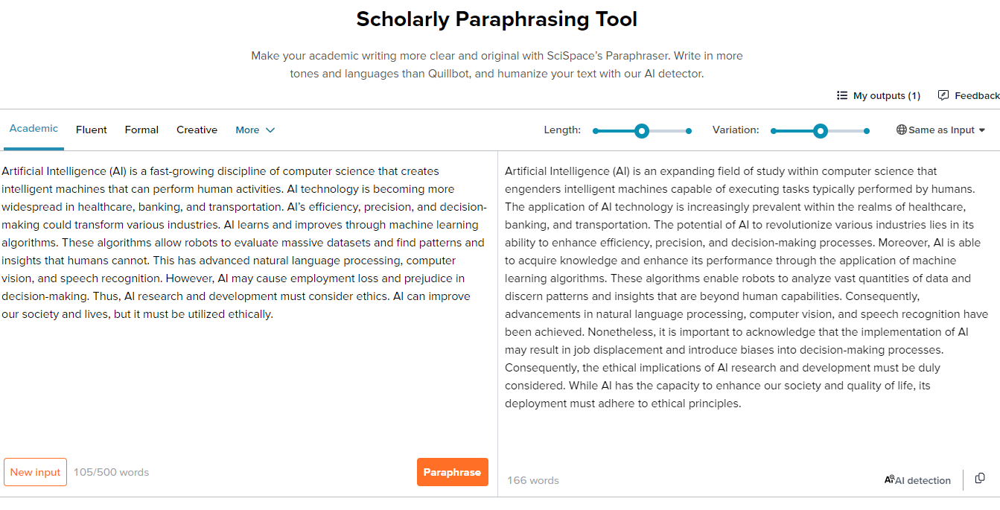 Scholarly Paraphrasing Tool
Make your academic writing more clear and original with SciSpace’s Paraphraser. Write in more
tones and languages than Quillbot, and humanize your text with our AI detector.
My outputs (1) Feedback
Academic Fluent Formal Creative More Length: Variation: Same as Input
Artificial Intelligence (AI) is a fast-growing discipline of computer science that creates
intelligent machines that can perform human activities. AI technology is becoming more
widespread in healthcare, banking, and transportation. AI’s efficiency, precision, and decision-
making could transform various industries. AI learns and improves through machine learning
algorithms. These algorithms allow robots to evaluate massive datasets and find patterns and
insights that humans cannot. This has advanced natural language processing, computer
vision, and speech recognition. However, AI may cause employment loss and prejudice in
decision-making. Thus, AI research and development must consider ethics. AI can improve
our society and lives, but it must be utilized ethically.
New input 105/500 words Paraphrase
Artificial Intelligence (AI) is an expanding field of study within computer science that
engenders intelligent machines capable of executing tasks typically performed by humans.
The application of AI technology is increasingly prevalent within the realms of healthcare,
banking, and transportation. The potential of AI to revolutionize various industries lies in its
ability to enhance efficiency, precision, and decision-making processes. Moreover, AI is able
to acquire knowledge and enhance its performance through the application of machine
learning algorithms. These algorithms enable robots to analyze vast quantities of data and
discern patterns and insights that are beyond human capabilities. Consequently,
advancements in natural language processing, computer vision, and speech recognition have
been achieved. Nonetheless, it is important to acknowledge that the implementation of AI
may result in job displacement and introduce biases into decision-making processes.
Consequently, the ethical implications of AI research and development must be duly
considered. While AI has the capacity to enhance our society and quality of life, its
deployment must adhere to ethical principles.
166 words AI detection